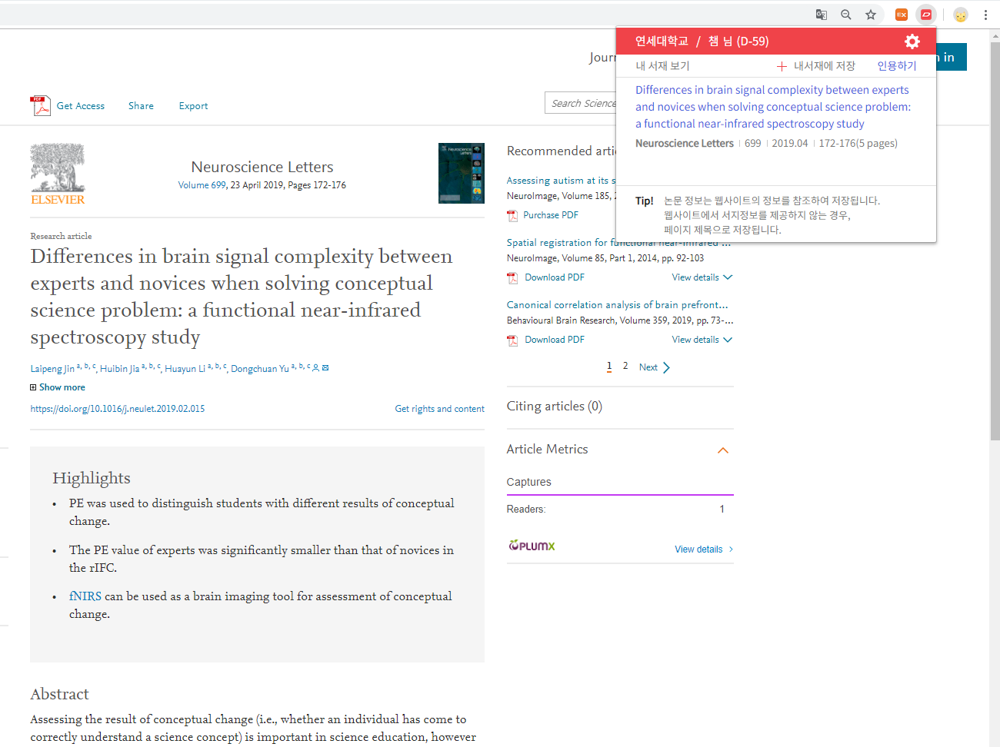 Get Access
Share
Export
Search Science
in
연세대학교 / 챔 님 (D-59)
내 서재 보기
내서재에 저장
인용하기
Differences in brain signal complexity between experts
and novices when solving conceptual science problem:
a functional near-infrared spectroscopy study
Neuroscience Letters | 699 | 2019.04 | 172-176(5 pages)
Tip! 논문 정보는 웹사이트의 정보를 참조하여 저장됩니다.
웹사이트에서 서지정보를 제공하지 않는 경우,
페이지 제목으로 저장됩니다.
ELSEVIER
Neuroscience Letters
Volume 699, 23 April 2019, Pages 172-176
Neuroscience
Letters
Research article
Differences in brain signal complexity between
experts and novices when solving conceptual
science problem: a functional near-infrared
spectroscopy study
Laipeng Jin a, b, c, Huibin Jia a, b, c, Huayun Li a, b, c, Dongchuan Yu a, b, c
Show more
https://doi.org/10.1016/j.neulet.2019.02.015
Get rights and content
Highlights
• PE was used to distinguish students with different results of conceptual
change.
• The PE value of experts was significantly smaller than that of novices in
the rIFC.
• fNIRS can be used as a brain imaging tool for assessment of conceptual
change.
Abstract
Assessing the result of conceptual change (i.e., whether an individual has come to
correctly understand a science concept) is important in science education, however
Recommended
Assessing autism at its
NeuroImage, Volume 185,
Purchase PDF
Spatial registration for functional near-infrared ...
NeuroImage, Volume 85, Part 1, 2014, pp. 92-103
Download PDF
View details
Canonical correlation analysis of brain prefront...
Behavioural Brain Research, Volume 359, 2019, pp. 73-...
Download PDF
View details
1 2 Next
Citing articles (0)
Article Metrics
Captures
Readers: 1
PLUMX
View details